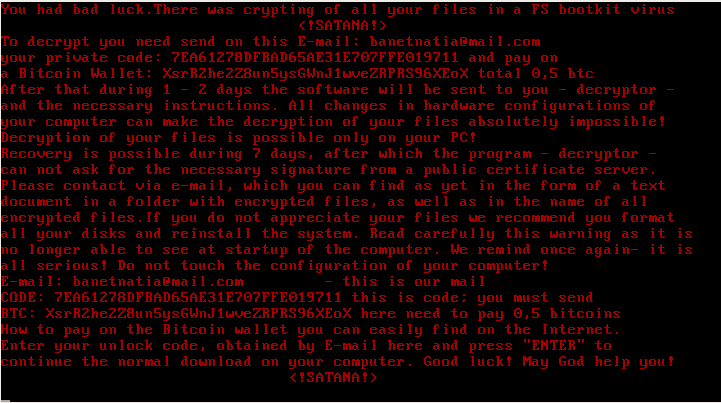 You had bad luck.There was crypting of all your files in a FS bootkit virus
<!SATANA!>
To decrypt you need send on this E-mail: banetnatia@mail.com
your private code: 7EA61278DFBAD65AE31E707FFE019711 and pay on
a Bitcoin Wallet: XsrR2he2Z8un5ysGWnJ1wveZRPRS96XEoX total 0,5 btc
After that during 1 - 2 days the software will be sent to you - decryptor -
and the necessary instructions. All changes in hardware configurations of
your computer can make the decryption of your files absolutely impossible!
Decryption of your files is possible only on your PC!
Recovery is possible during 7 days, after which the program - decryptor -
can not ask for the necessary signature from a public certificate server.
Please contact via e-mail, which you can find as yet in the form of a text
document in a folder with encrypted files, as well as in the name of all
encrypted files.If you do not appreciate your files we recommend you format
all your disks and reinstall the system. Read carefully this warning as it is
no longer able to see at startup of the computer. We remind once again- it is
all serious! Do not touch the configuration of your computer!
E-mail: banetnatia@mail.com - this is our mail
CODE: 7EA61278DFBAD65AE31E707FFE019711 this is code: you must send
BTC: XsrR2he2Z8un5ysGWnJ1wveZRPRS96XEoX here need to pay 0,5 bitcoins
How to pay on the Bitcoin wallet you can easily find on the Internet.
Enter your unlock code, obtained by E-mail here and press "ENTER" to
continue the normal download on your computer. Good luck! May God help you!
<!SATANA!>